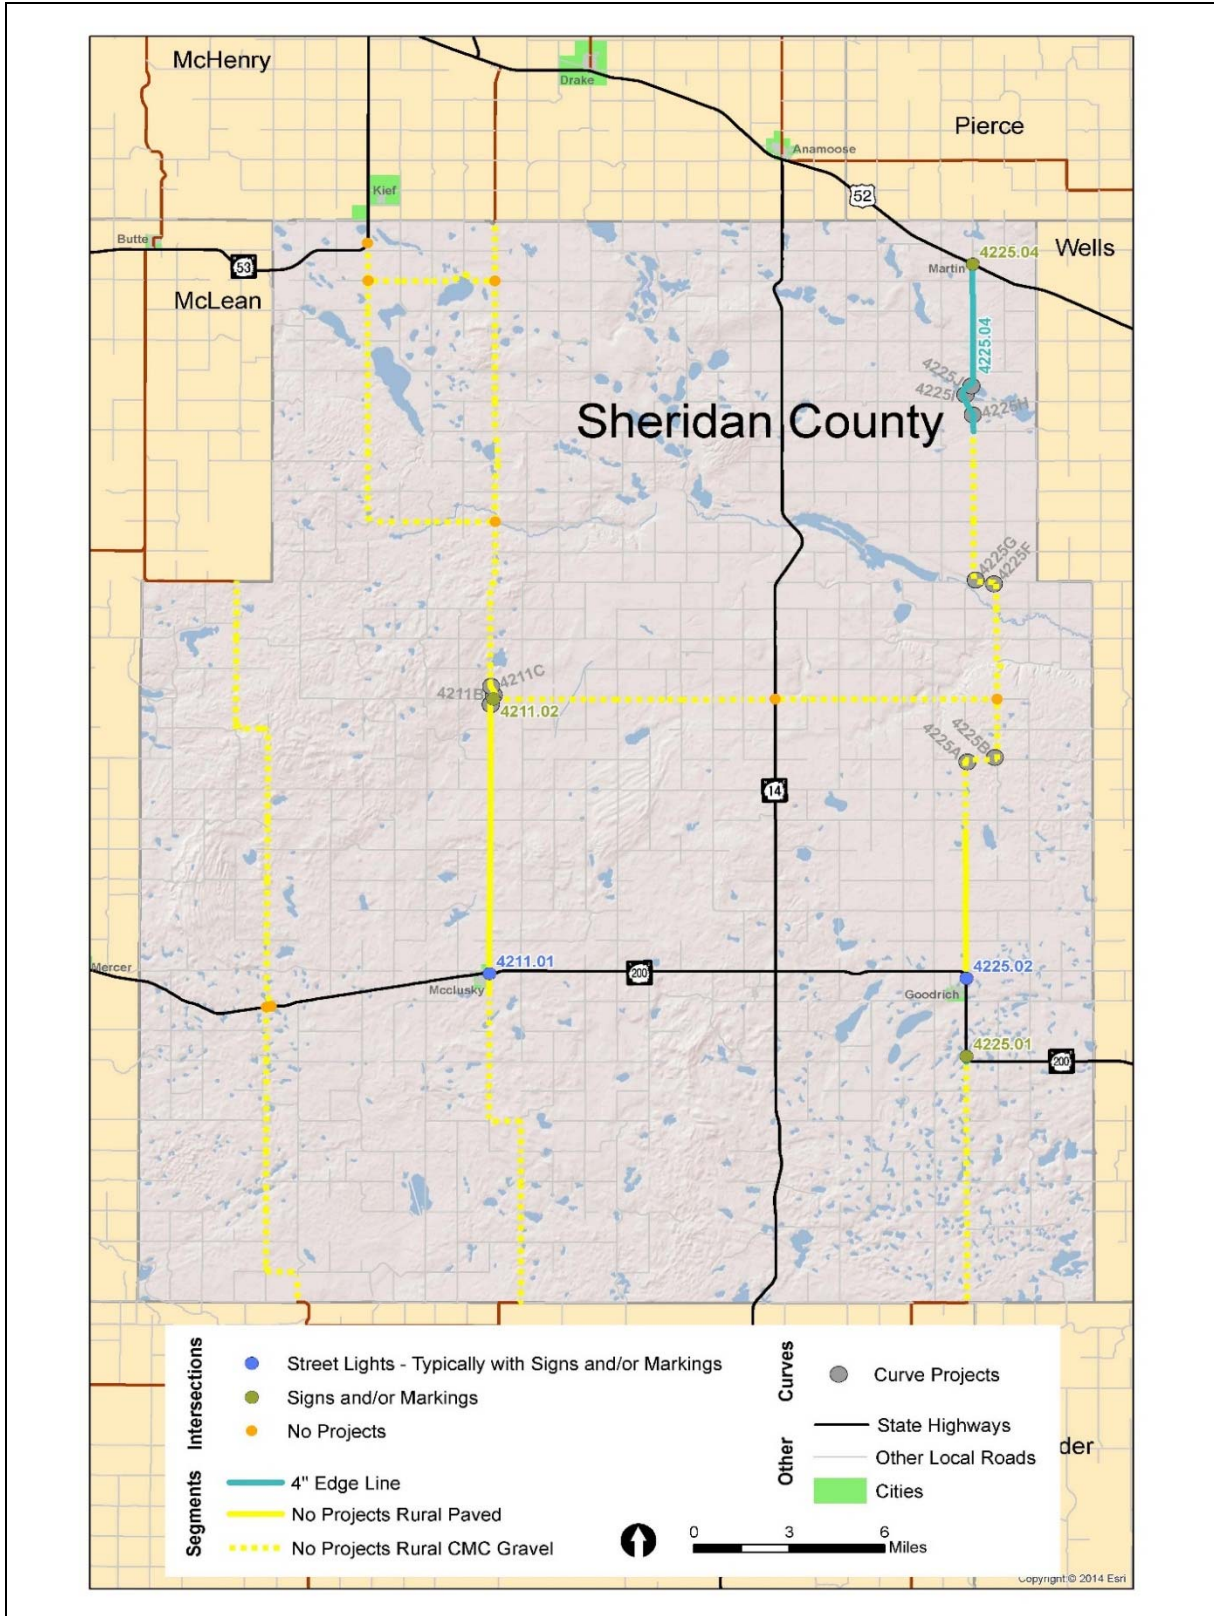 McHenry
Drake
Pierce
Anamoose
Kief
52
Butte
Wells
53
4225.04
Martin
McLean
4225.04
4225J
4225I
4225H
Sheridan County
4225G
4225F
4211C
4211B
4211.02
4225B
4225A
14
4211.01
4225.02
Mercer
200
Mcclusky
Goodrich
4225.01
200
Intersections
Street Lights - Typically with Signs and/or Markings
Signs and/or Markings
No Projects
Segments
4" Edge Line
No Projects Rural Paved
No Projects Rural CMC Gravel
Curves
Curve Projects
Other
State Highways
Other Local Roads
Cities
der
0 3 6
Miles
Copyright:© 2014 Esri